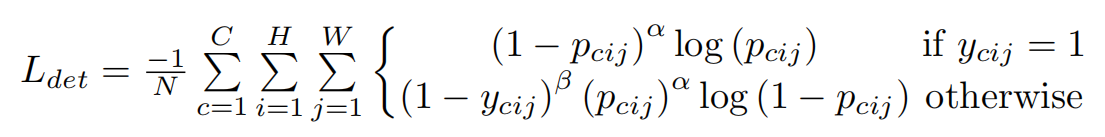 $L_{det} = \frac{-1}{N} \sum_{c=1}^{C} \sum_{i=1}^{H} \sum_{j=1}^{W} \begin{cases} (1 - p_{cij})^{\alpha} \log (p_{cij}) & \text{if } y_{cij} = 1 \\ (1 - y_{cij})^{\beta} (p_{cij})^{\alpha} \log (1 - p_{cij}) & \text{otherwise} \end{cases}$